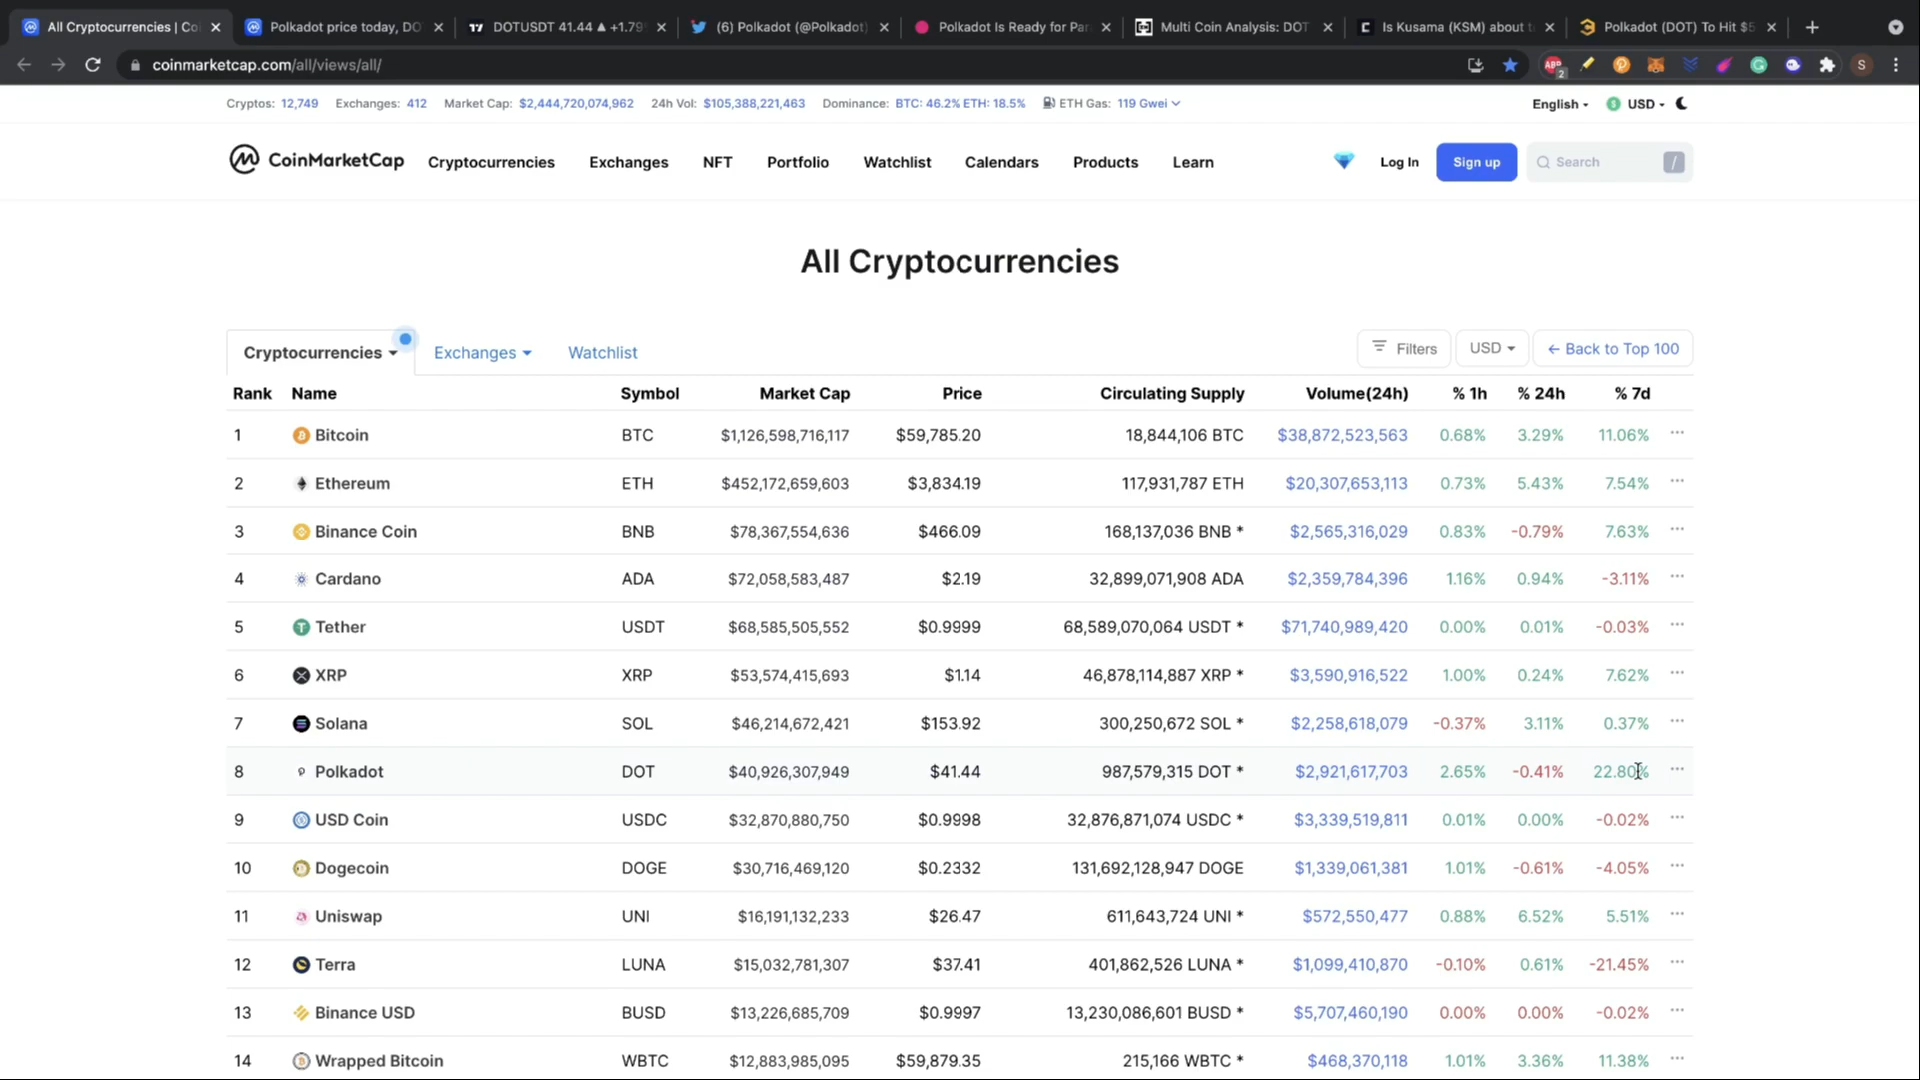 All Cryptocurrencies | Co
Polkadot price today, DO
DOTUSDT 41.44 ▲ +1.79
(6) Polkadot (@Polkadot)
Polkadot Is Ready for Par
Multi Coin Analysis: DOT
Is Kusama (KSM) about t
Polkadot (DOT) To Hit $5
coinmarketcap.com/all/views/all/
ABP
2
S
Cryptos: 12,749 Exchanges: 412 Market Cap: $2,444,720,074,962 24h Vol: $105,388,221,463 Dominance: BTC: 46.2% ETH: 18.5% ETH Gas: 119 Gwei
English USD
CoinMarketCap Cryptocurrencies Exchanges NFT Portfolio Watchlist Calendars Products Learn Log In Sign up Search /
All Cryptocurrencies
Cryptocurrencies Exchanges Watchlist Filters USD ← Back to Top 100
Rank Name Symbol Market Cap Price Circulating Supply Volume(24h) % 1h % 24h % 7d
1 Bitcoin BTC $1,126,598,716,117 $59,785.20 18,844,106 BTC $38,872,523,563 0.68% 3.29% 11.06% ...
2 Ethereum ETH $452,172,659,603 $3,834.19 117,931,787 ETH $20,307,653,113 0.73% 5.43% 7.54% ...
3 Binance Coin BNB $78,367,554,636 $466.09 168,137,036 BNB * $2,565,316,029 0.83% -0.79% 7.63% ...
4 Cardano ADA $72,058,583,487 $2.19 32,899,071,908 ADA $2,359,784,396 1.16% 0.94% -3.11% ...
5 Tether USDT $68,585,505,552 $0.9999 68,589,070,064 USDT * $71,740,989,420 0.00% 0.01% -0.03% ...
6 XRP XRP $53,574,415,693 $1.14 46,878,114,887 XRP * $3,590,916,522 1.00% 0.24% 7.62% ...
7 Solana SOL $46,214,672,421 $153.92 300,250,672 SOL * $2,258,618,079 -0.37% 3.11% 0.37% ...
8 Polkadot DOT $40,926,307,949 $41.44 987,579,315 DOT * $2,921,617,703 2.65% -0.41% 22.80% ...
9 USD Coin USDC $32,870,880,750 $0.9998 32,876,871,074 USDC * $3,339,519,811 0.01% 0.00% -0.02% ...
10 Dogecoin DOGE $30,716,469,120 $0.2332 131,692,128,947 DOGE $1,339,061,381 1.01% -0.61% -4.05% ...
11 Uniswap UNI $16,191,132,233 $26.47 611,643,724 UNI * $572,550,477 0.88% 6.52% 5.51% ...
12 Terra LUNA $15,032,781,307 $37.41 401,862,526 LUNA * $1,099,410,870 -0.10% 0.61% -21.45% ...
13 Binance USD BUSD $13,226,685,709 $0.9997 13,230,086,601 BUSD * $5,707,460,190 0.00% 0.00% -0.02% ...
14 Wrapped Bitcoin WBTC $12,883,985,095 $59,879.35 215,166 WBTC * $468,370,118 1.01% 3.36% 11.38% ...